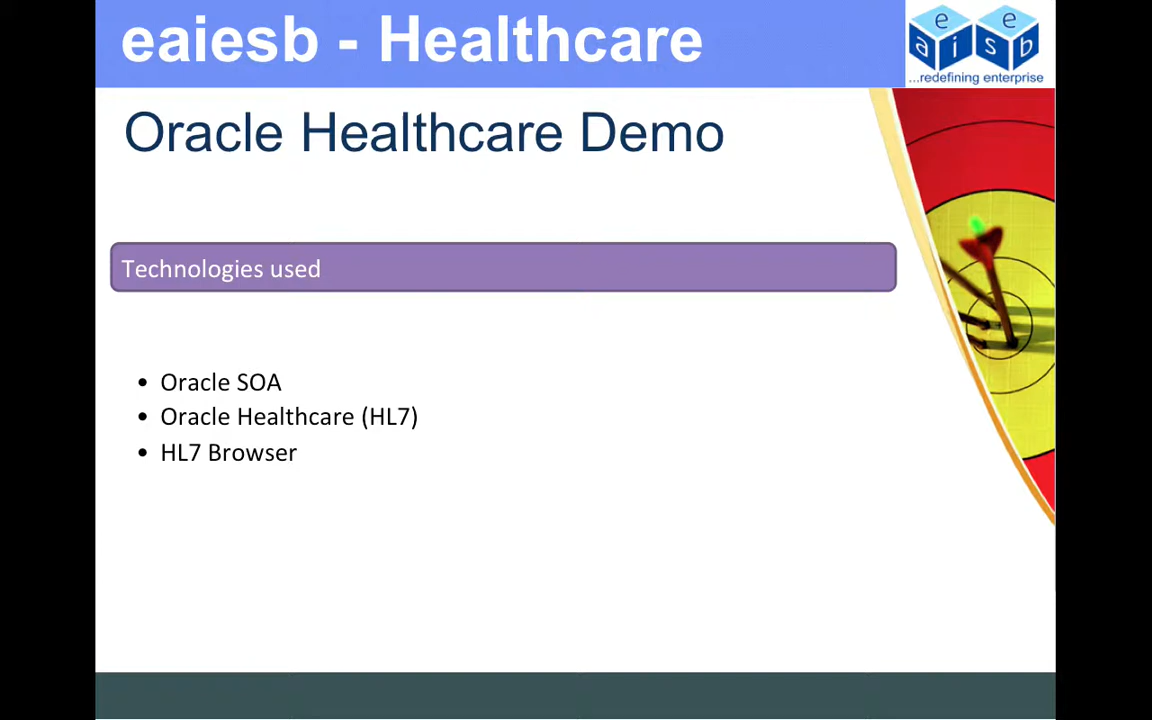 eaiesb - Healthcare
e e
a i s b
...redefining enterprise
Oracle Healthcare Demo
Technologies used
• Oracle SOA
• Oracle Healthcare (HL7)
• HL7 Browser